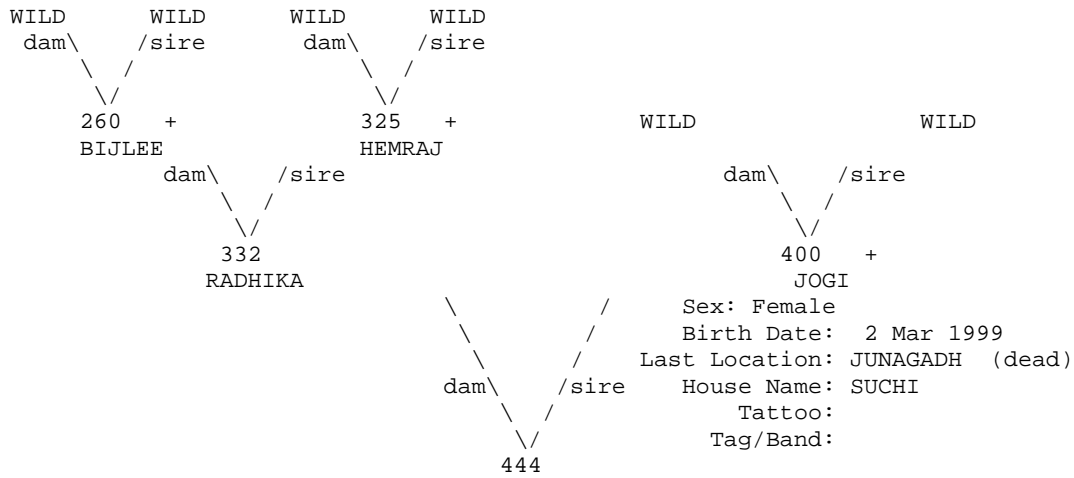 WILD WILD WILD WILD
dam\ /sire dam\ /sire
\ / \ /
\/ \/
260 + 325 + WILD WILD
BIJLEE HEMRAJ
dam\ /sire dam\ /sire
\ / \ /
\/ \/
332 400 +
RADHIKA JOGI
\ / Sex: Female
\ / Birth Date: 2 Mar 1999
\ / Last Location: JUNAGADH (dead)
dam\ /sire House Name: SUCHI
\ / Tattoo:
\/ Tag/Band:
444